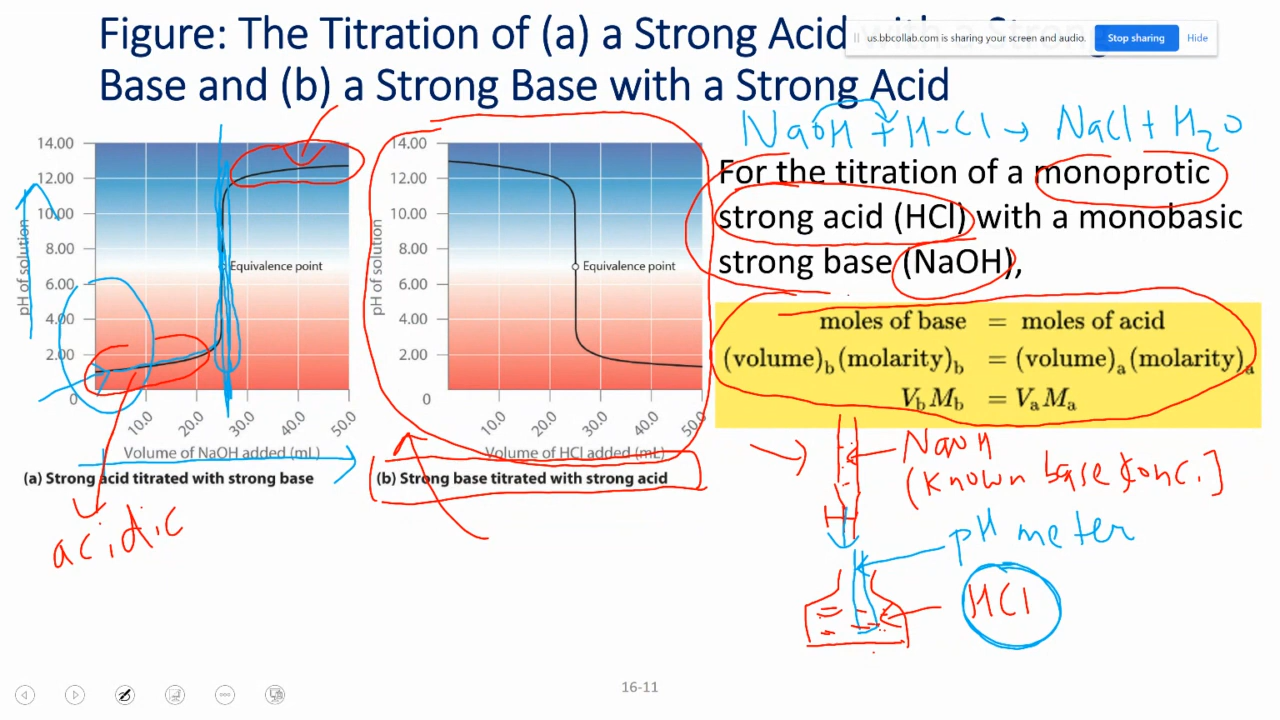 Figure: The Titration of (a) a Strong Acid with a Strong
Base and (b) a Strong Base with a Strong Acid
us.bbcollab.com is sharing your screen and audio.
Stop sharing
Hide
NaOH + H-Cl → NaCl + H2O
For the titration of a monoprotic
strong acid (HCl) with a monobasic
strong base (NaOH),
moles of base = moles of acid
(volume)b(molarity)b = (volume)a(molarity)a
VbMb = VaMa
14.00
12.00
10.00
8.00
6.00
4.00
2.00
0
pH of solution
Equivalence point
10.0
20.0
30.0
40.0
50.0
Volume of NaOH added (mL)
(a) Strong acid titrated with strong base
acidic
14.00
12.00
10.00
8.00
6.00
4.00
2.00
0
pH of solution
Equivalence point
10.0
20.0
30.0
40.0
50.0
Volume of HCl added (mL)
(b) Strong base titrated with strong acid
NaOH
(Known base conc.]
pH meter
HCl
16-11